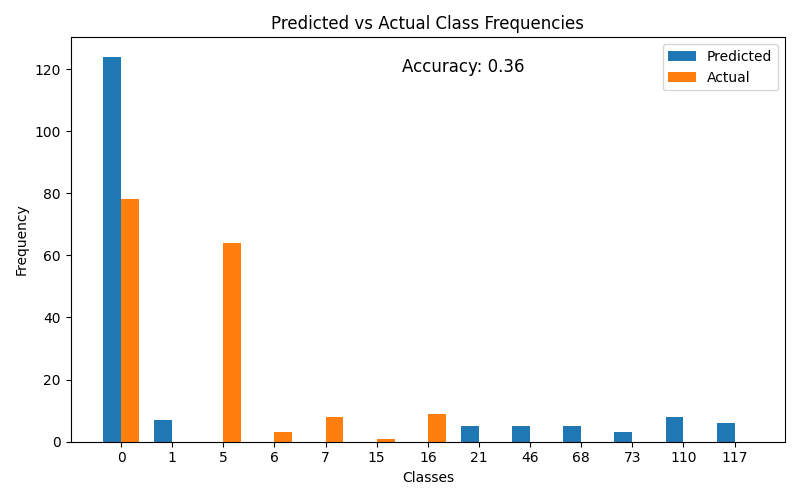 Predicted vs Actual Class Frequencies
Accuracy: 0.36
Predicted
Actual
Frequency
120
100
80
60
40
20
0
0 1 5 6 7 15 16 21 46 68 73 110 117
Classes